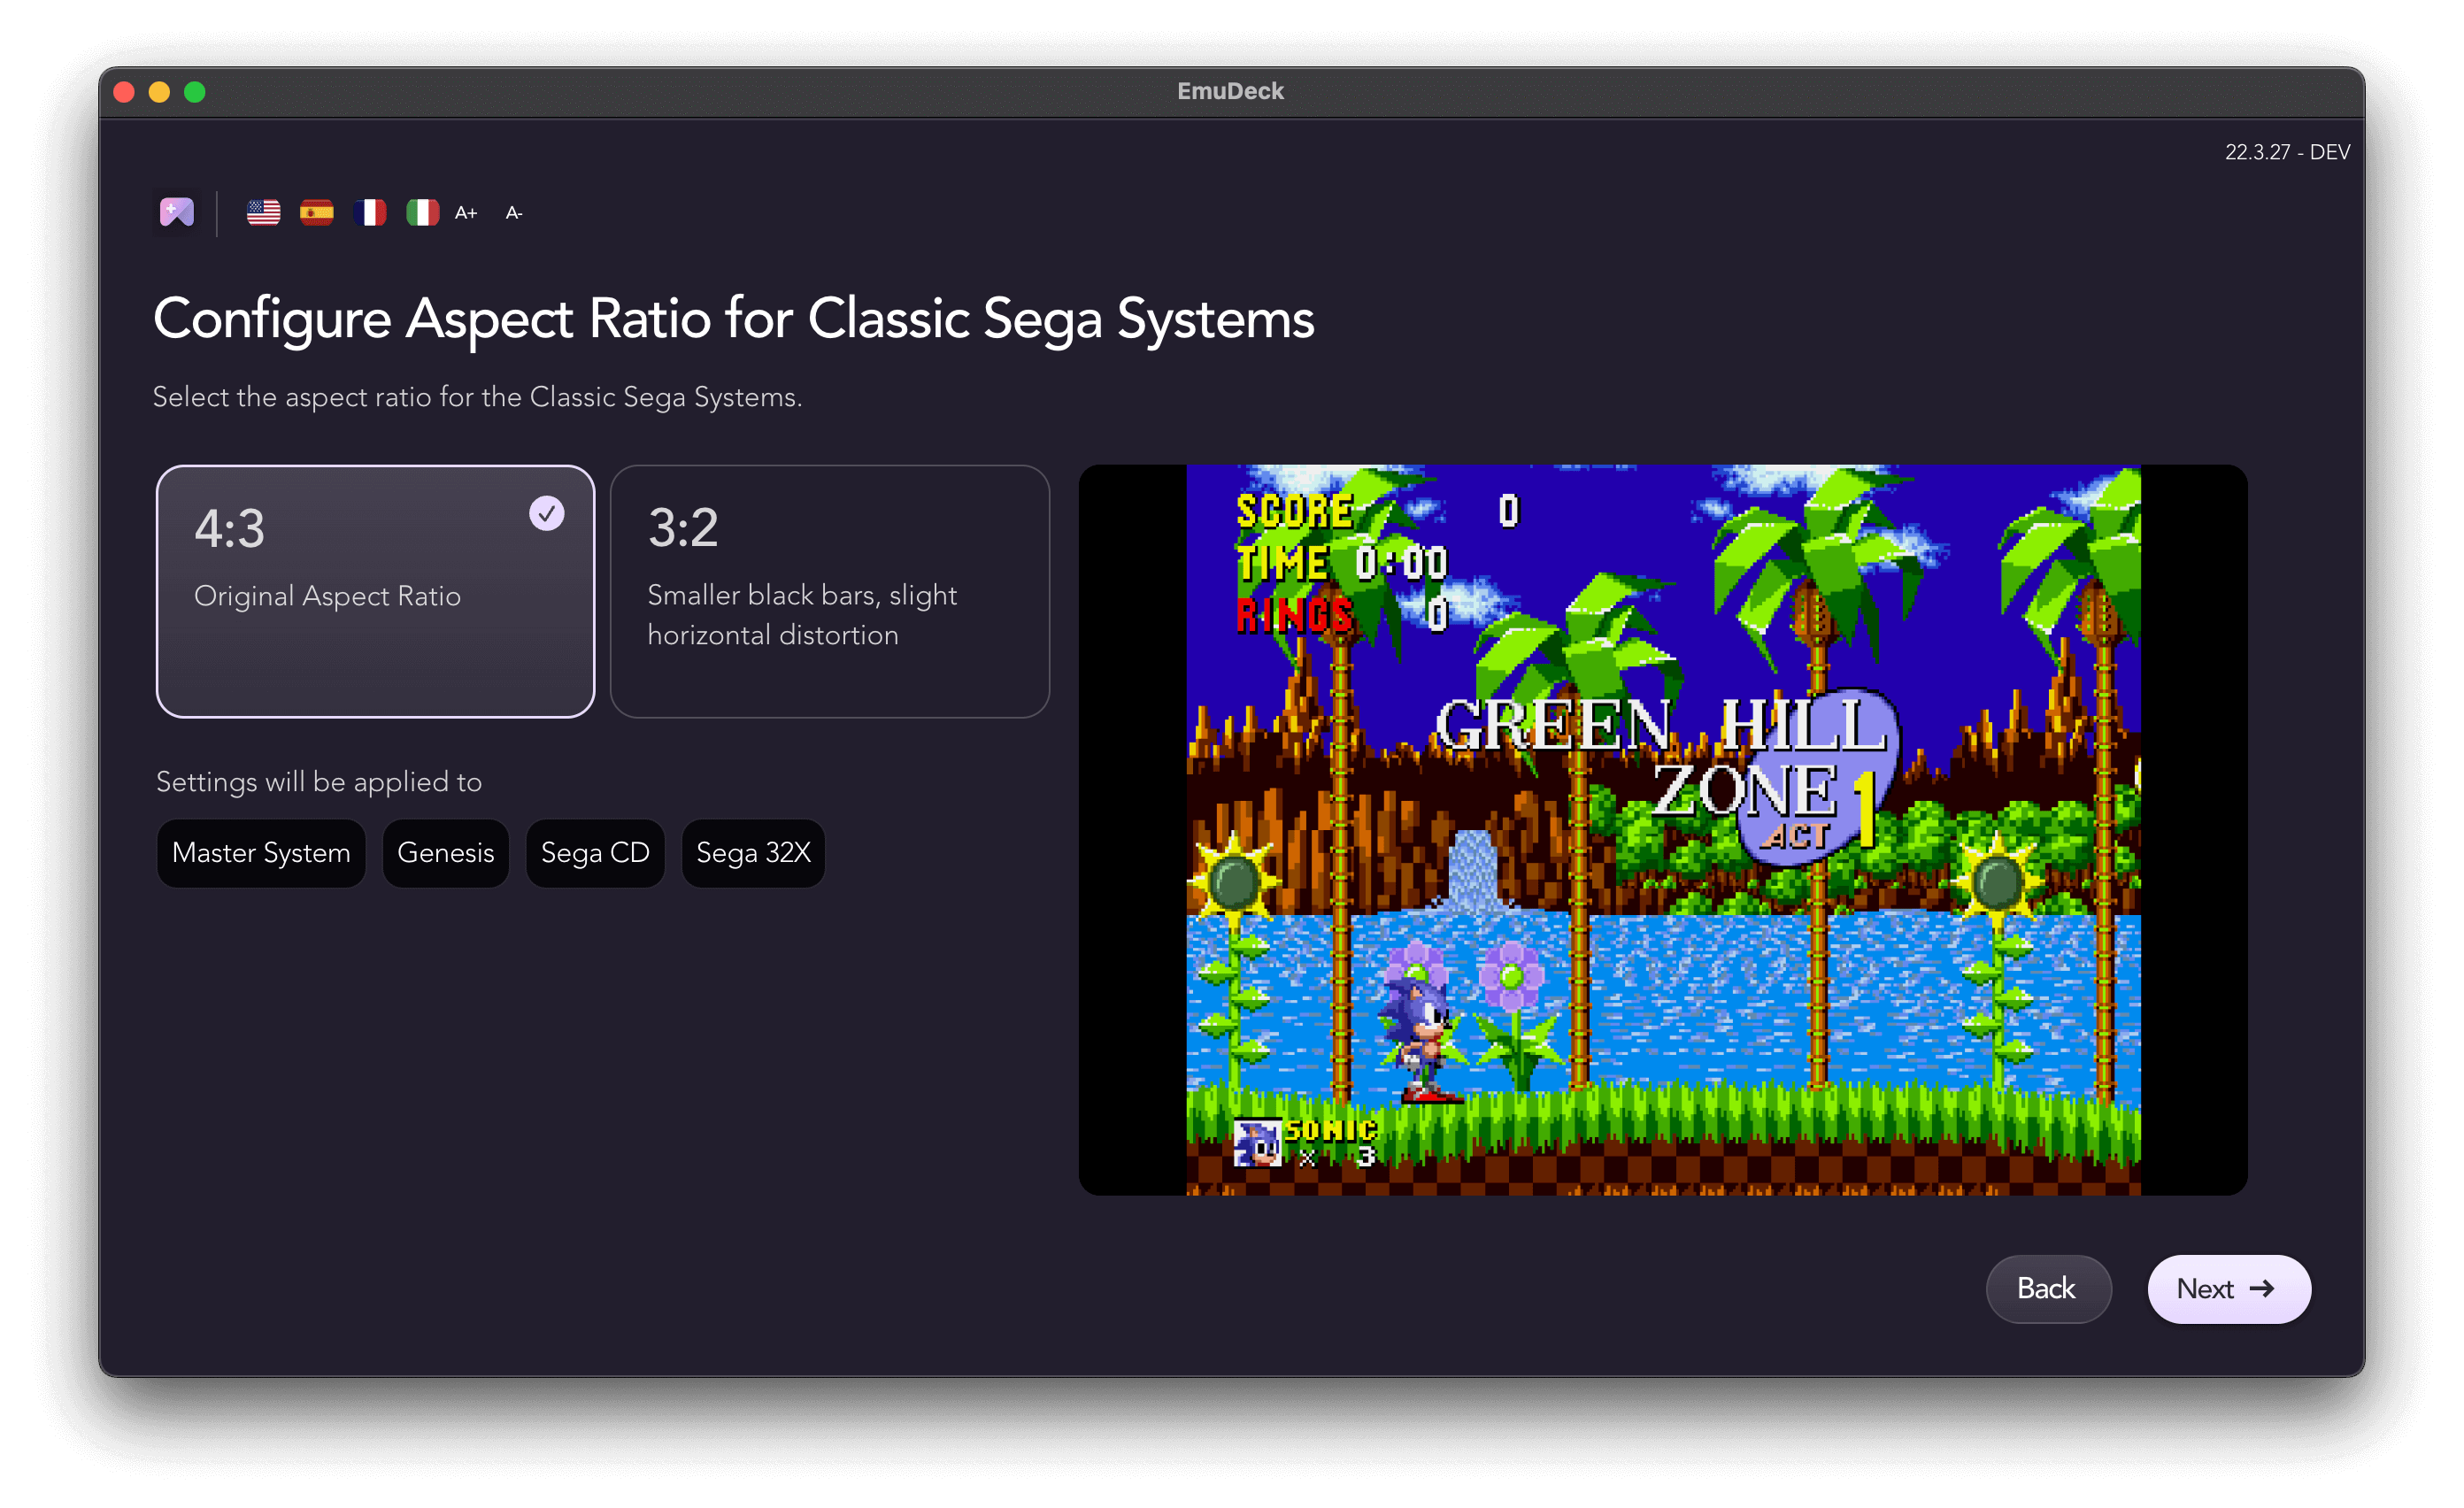 EmuDeck
22.3.27 - DEV
A+ A-
Configure Aspect Ratio for Classic Sega Systems
Select the aspect ratio for the Classic Sega Systems.
4:3
Original Aspect Ratio
3:2
Smaller black bars, slight
horizontal distortion
Settings will be applied to
Master System Genesis Sega CD Sega 32X
SCORE 0
TIME 0:00
RINGS 0
GREEN HILL
ZONE 1
ACT
SONIC
× 3
Back Next →